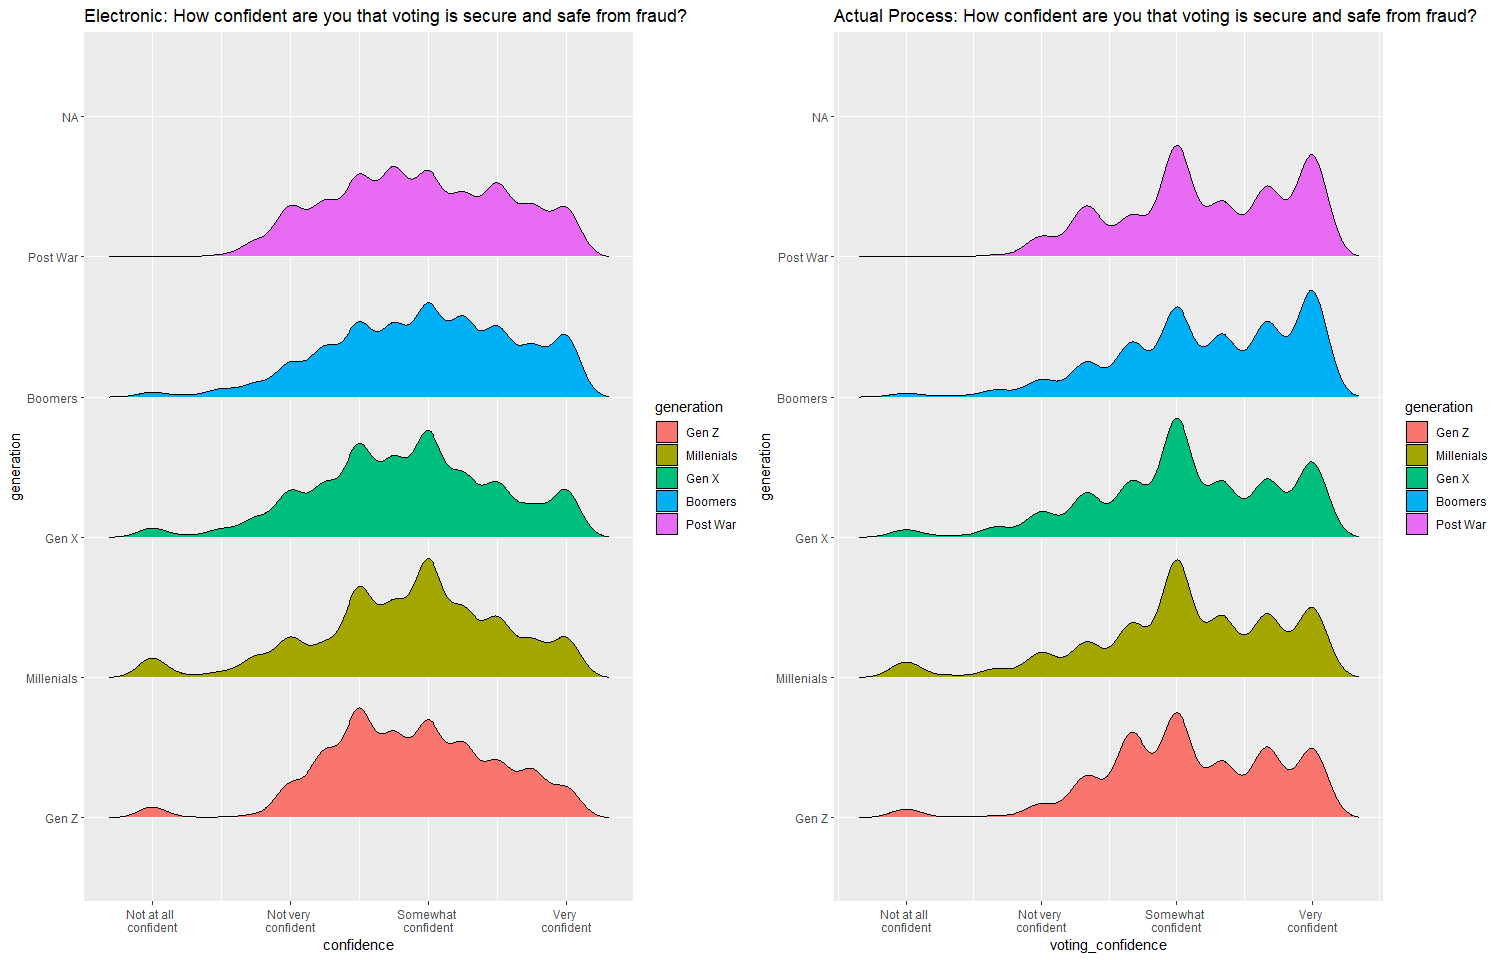 Electronic: How confident are you that voting is secure and safe from fraud?
NA
Post War
Boomers
Gen X
Millenials
Gen Z
generation
Not at all
confident
Not very
confident
Somewhat
confident
Very
confident
confidence
generation
Gen Z
Millenials
Gen X
Boomers
Post War
Actual Process: How confident are you that voting is secure and safe from fraud?
NA
Post War
Boomers
Gen X
Millenials
Gen Z
generation
Not at all
confident
Not very
confident
Somewhat
confident
Very
confident
voting_confidence
generation
Gen Z
Millenials
Gen X
Boomers
Post War